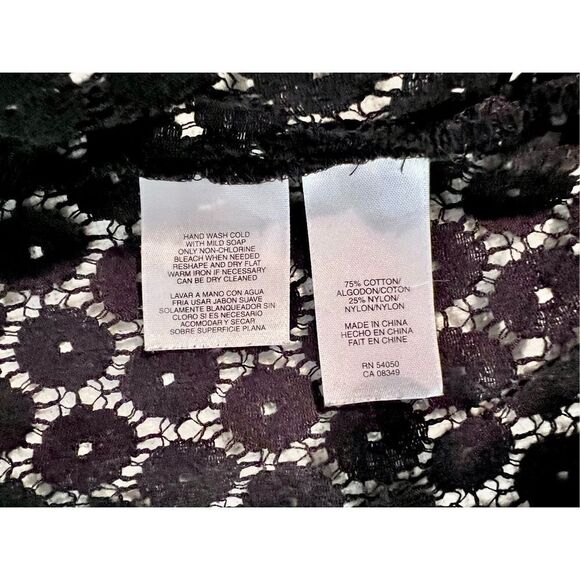 HAND WASH COLD
WITH MILD SOAP
ONLY NON-CHLORINE
BLEACH WHEN NEEDED
RESHAPE AND DRY FLAT
WARM IRON IF NECESSARY
CAN BE DRY CLEANED
LAVAR A MANO CON AGUA
FRIA USAR JABON SUAVE
SOLAMENTE BLANQUEADOR SIN
CLORO SI ES NECESARIO
ACOMODAR Y SECAR
SOBRE SUPERFICIE PLANA
75% COTTON/
ALGODON/COTON
25% NYLON/
NYLON/NYLON
MADE IN CHINA
HECHO EN CHINA
FAIT EN CHINE
RN 54050
CA 08349